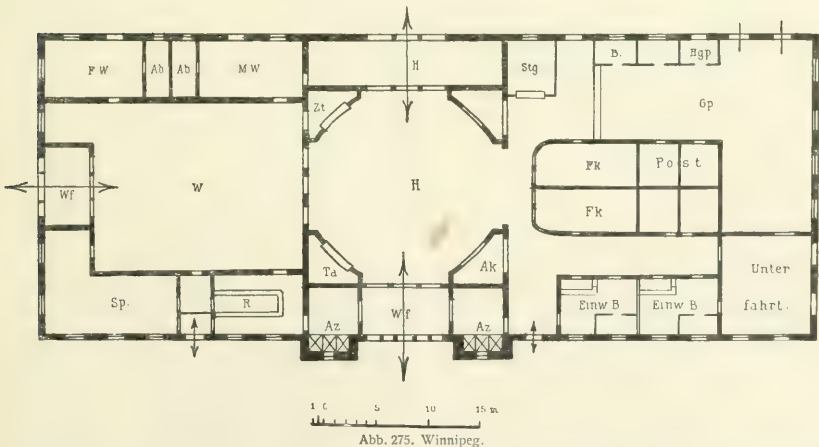 F W Ab Ab M W H Stg B. Hgp
Zt Gp
Fk Post
Wf W H
Fk
Td Ak Unter
Sp. R Wf Einw B Einw B fahrt.
Az Az
1 0 5 10 15 m
Abb. 275. Winnipeg.